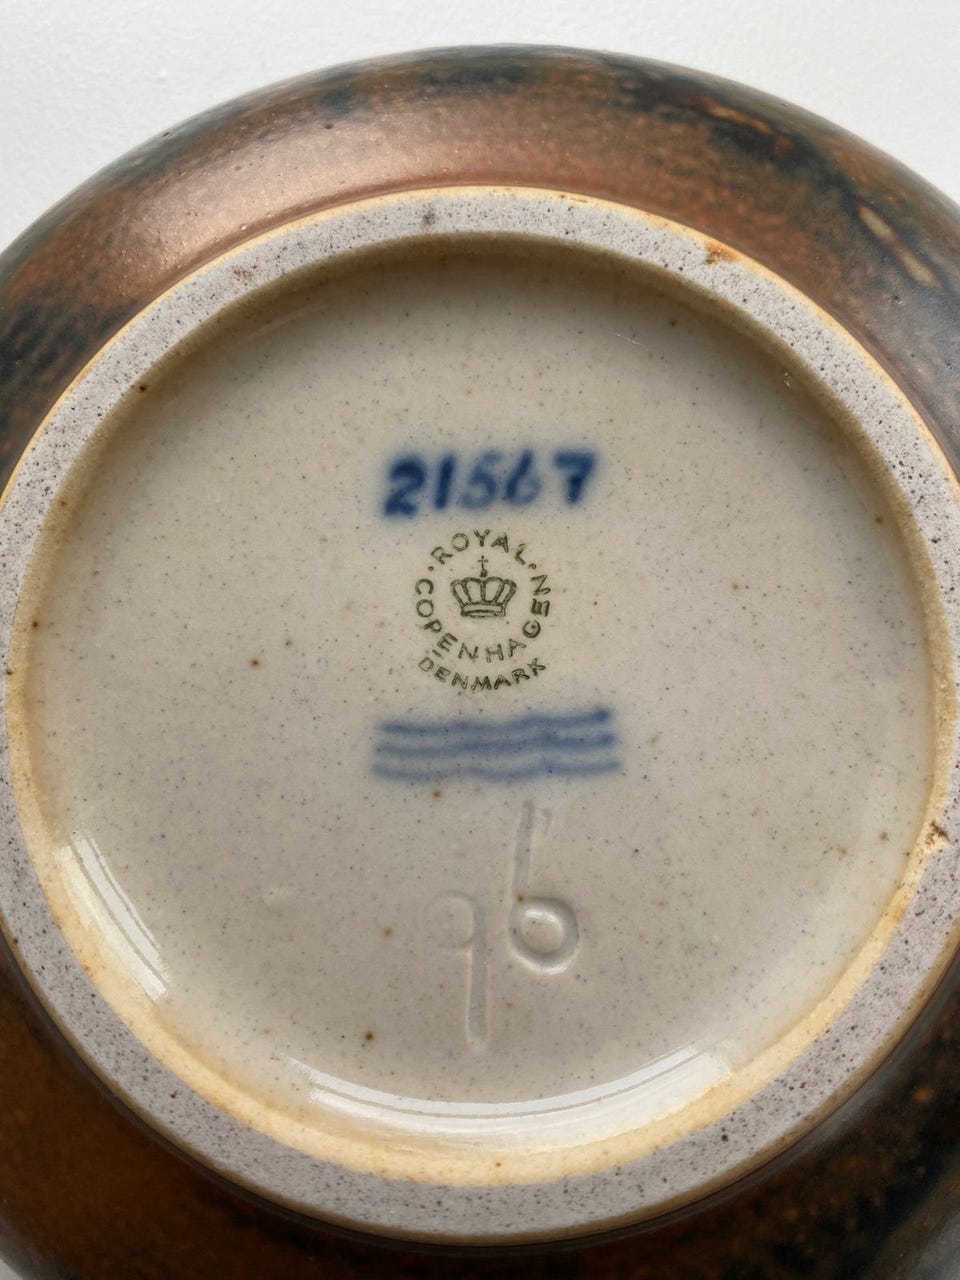 21567
ROYAL
COPENHAGEN
DENMARK
96